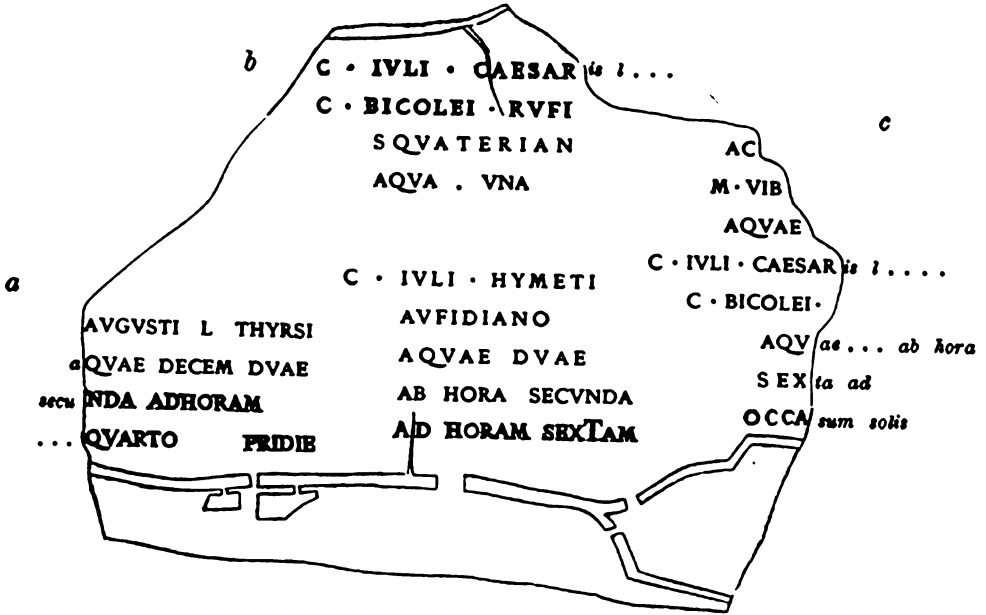 b
C · IVLI · CAESARis l . . .
C · BICOLEI · RVFI
SQVATERIAN
AQVA . VNA
c
AC
M · VIB
AQVAE
C · IVLI · CAESARis l . . . .
C · BICOLEI ·
AQVae . . . ab hora
SEXta ad
OCCAsum solis
C · IVLI · HYMETI
AVFIDIANO
AQVAE DVAE
AB HORA SECVNDA
AD HORAM SEXTAM
a
AVGVSTI L THYRSI
aQVAE DECEM DVAE
secuNDA ADHORAM
. . . QVARTO PRIDIE